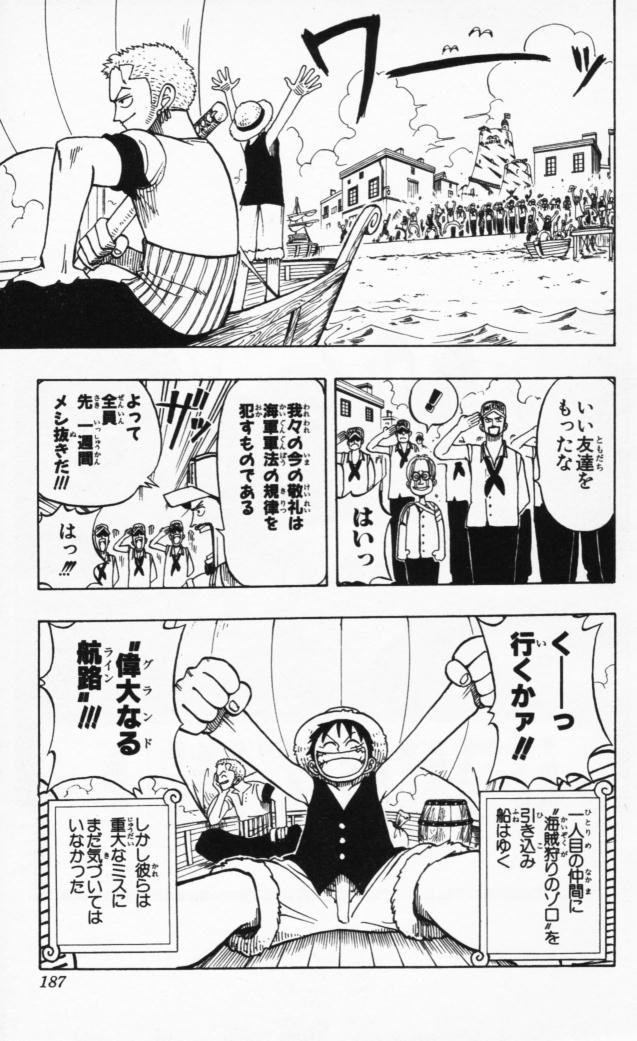 ワーーッ
いい友達を
もったな
!
はいっ
我々の今の敬礼は
海軍軍法の規律を
犯すものである
ザッ
よって
全員
先一週間
メシ抜きだ!!!
はっ!!!
く――っ
行くかァ!!
“偉大なる
航路”!!!
一人目の仲間に
“海賊狩りのゾロ”を
引き込み
船はゆく
しかし彼らは
重大なミスに
まだ気づいては
いなかった
187